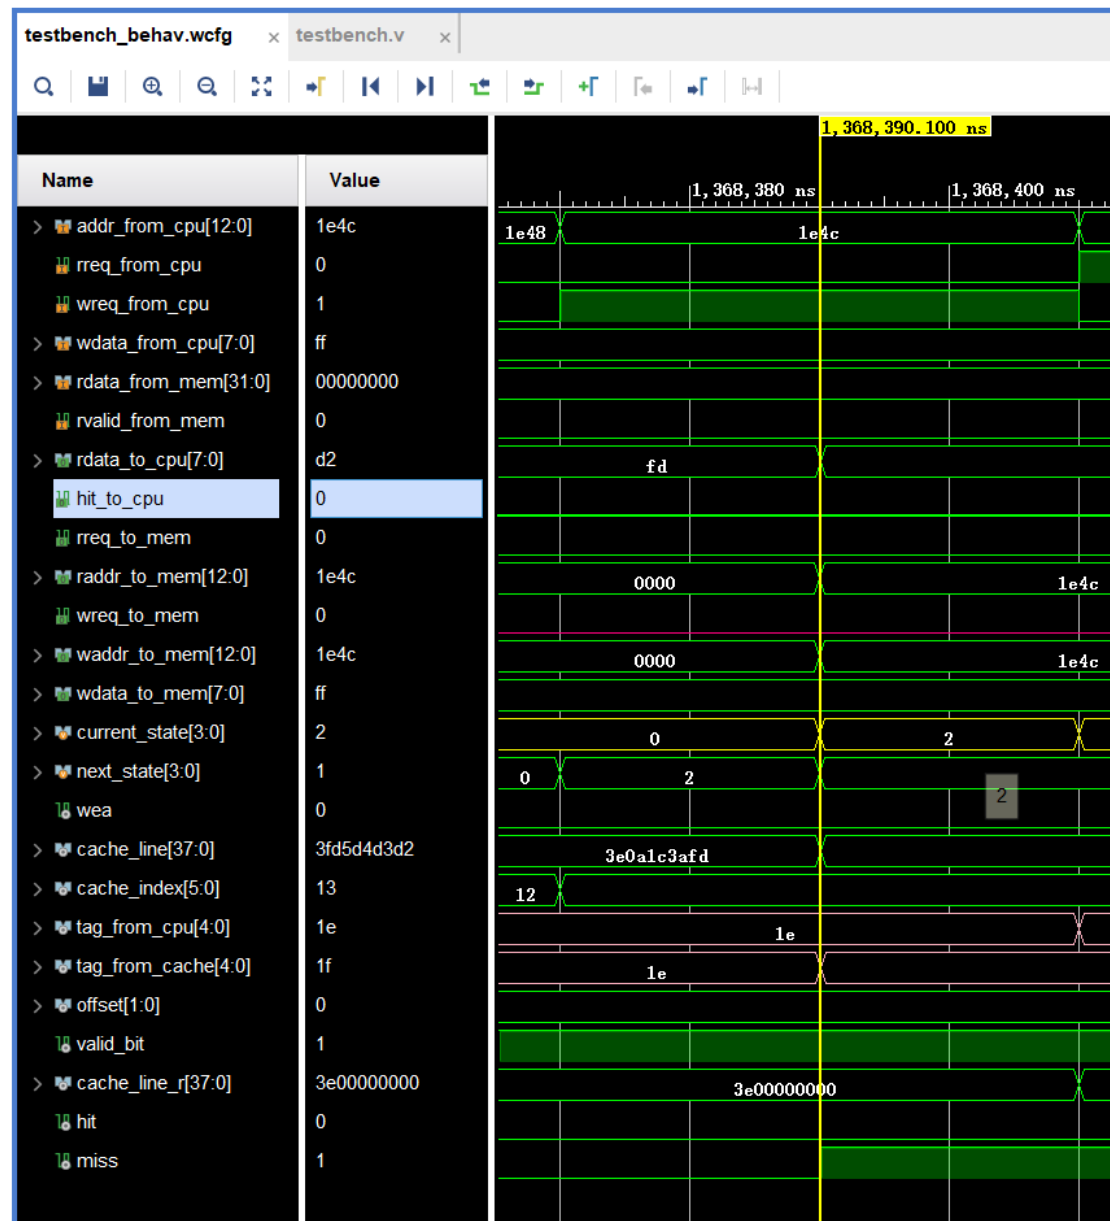 testbench_behav.wcfg × testbench.v ×
1,368,390.100 ns
Name Value
1,368,380 ns 1,368,400 ns
addr_from_cpu[12:0] 1e4c 1e48 1e4c
rreq_from_cpu 0
wreq_from_cpu 1
wdata_from_cpu[7:0] ff
rdata_from_mem[31:0] 00000000
rvalid_from_mem 0
rdata_to_cpu[7:0] d2 fd
hit_to_cpu 0
rreq_to_mem 0
raddr_to_mem[12:0] 1e4c 0000 1e4c
wreq_to_mem 0
waddr_to_mem[12:0] 1e4c 0000 1e4c
wdata_to_mem[7:0] ff
current_state[3:0] 2 0 2
next_state[3:0] 1 0 2
2
wea 0
cache_line[37:0] 3fd5d4d3d2 3e0a1c3afd
cache_index[5:0] 13 12
tag_from_cpu[4:0] 1e 1e
tag_from_cache[4:0] 1f 1e
offset[1:0] 0
valid_bit 1
cache_line_r[37:0] 3e00000000 3e00000000
hit 0
miss 1